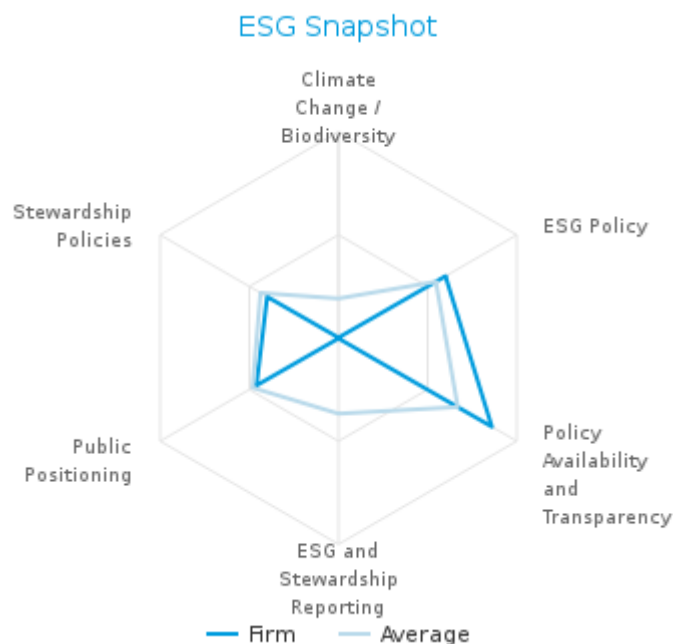 ESG Snapshot
Climate
Change /
Biodiversity
Stewardship
Policies
ESG Policy
Public
Positioning
Policy
Availability
and
Transparency
ESG and
Stewardship
Reporting
Firm
Average